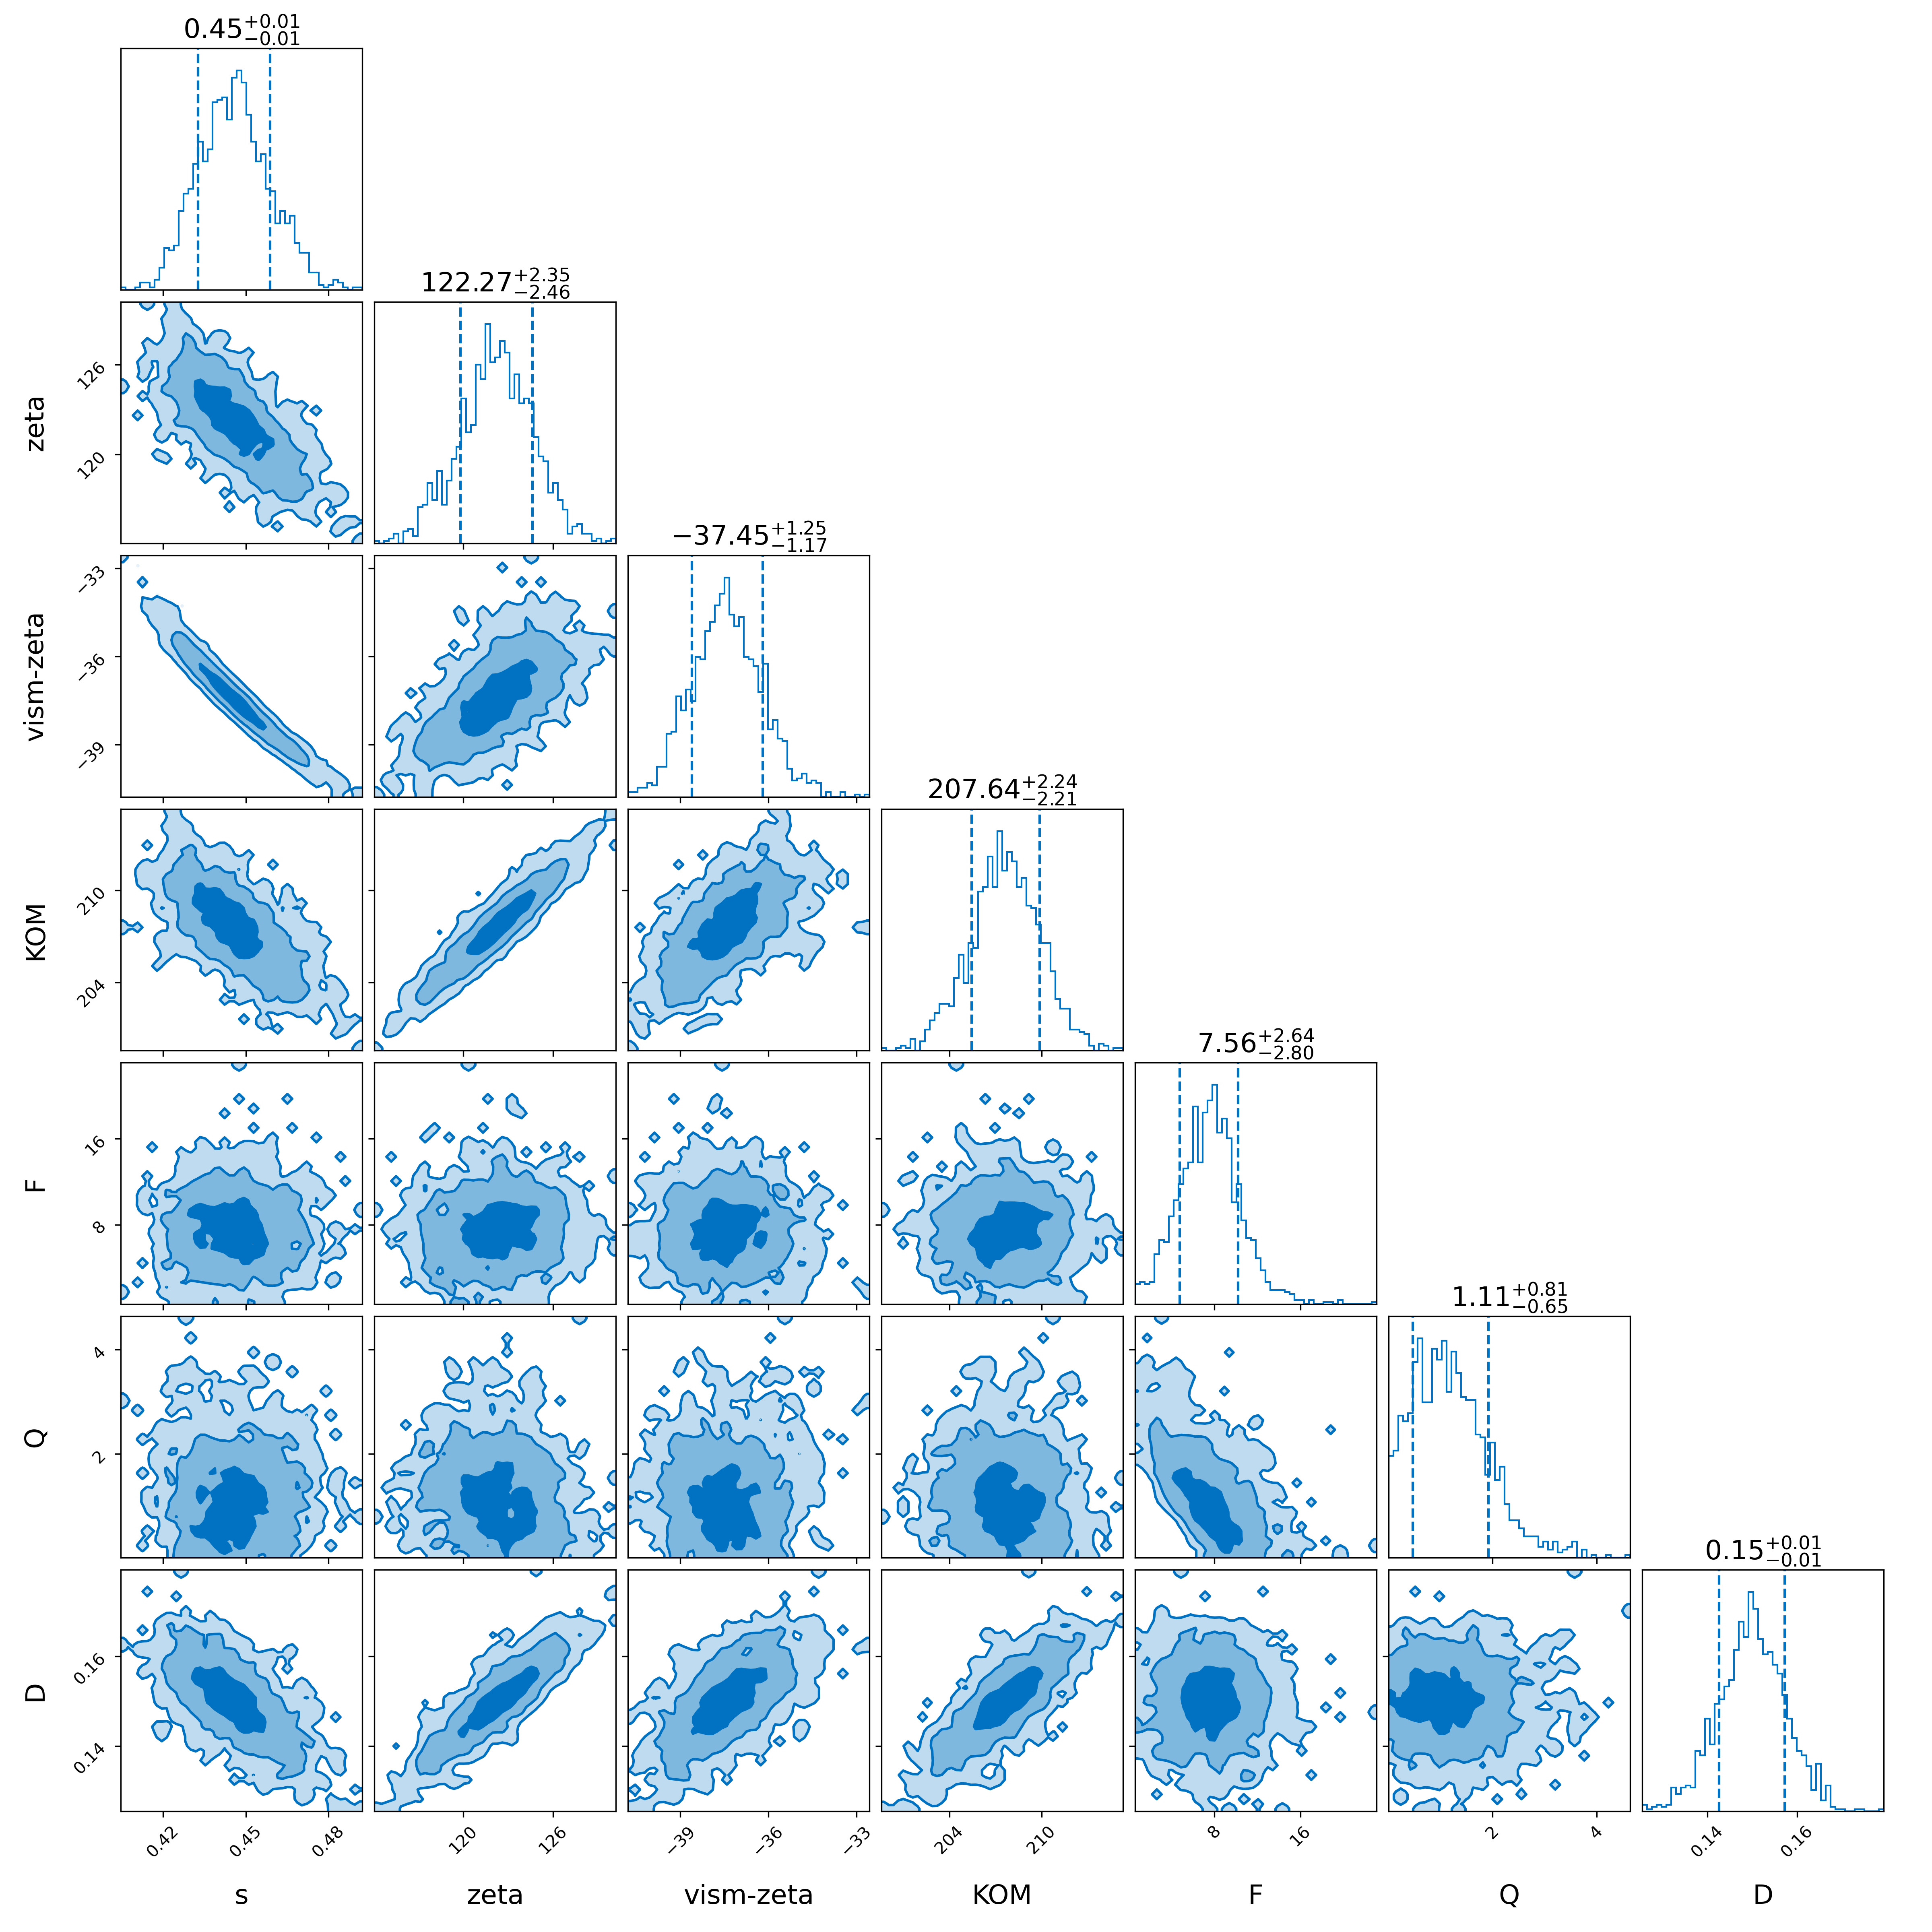 0.45+0.01−0.01
122.27+2.35−2.46
zeta
126
120
−37.45+1.25−1.17
vism-zeta
−33
−36
−39
207.64+2.24−2.21
KOM
210
204
7.56+2.64−2.80
F
16
8
1.11+0.81−0.65
Q
4
2
0.15+0.01−0.01
D
0.16
0.14
0.42 0.45 0.48 120 126 −39 −36 −33 204 210 8 16 2 4 0.14 0.16
s zeta vism-zeta KOM F Q D